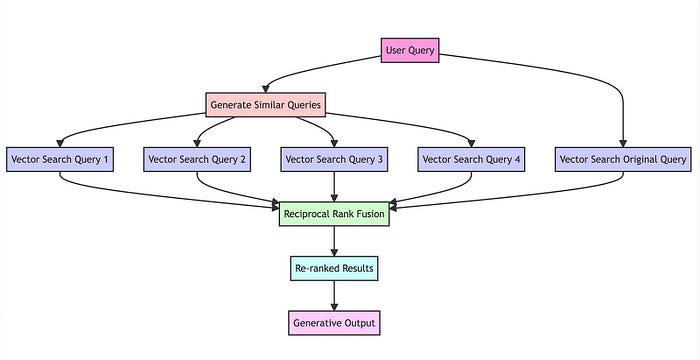 User Query
Generate Similar Queries
Vector Search Query 1
Vector Search Query 2
Vector Search Query 3
Vector Search Query 4
Vector Search Original Query
Reciprocal Rank Fusion
Re-ranked Results
Generative Output